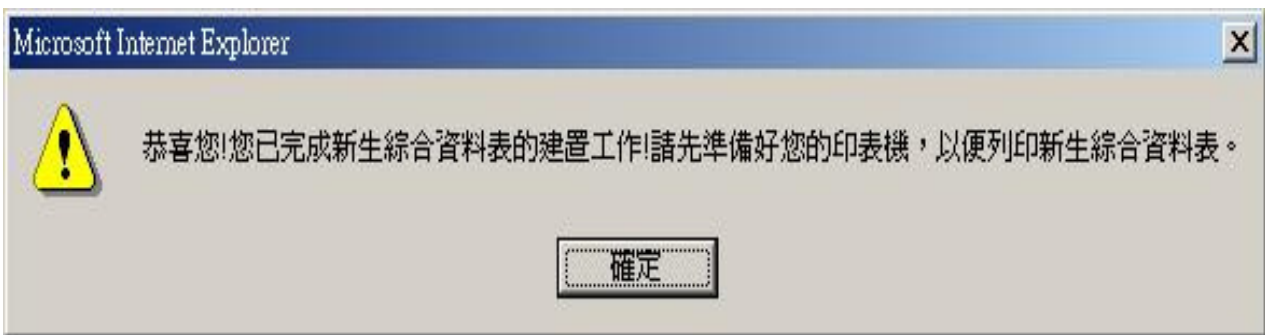 Microsoft Internet Explorer
恭喜您!您已完成新生綜合資料表的建置工作!請先準備好您的印表機，以便列印新生綜合資料表。
確定